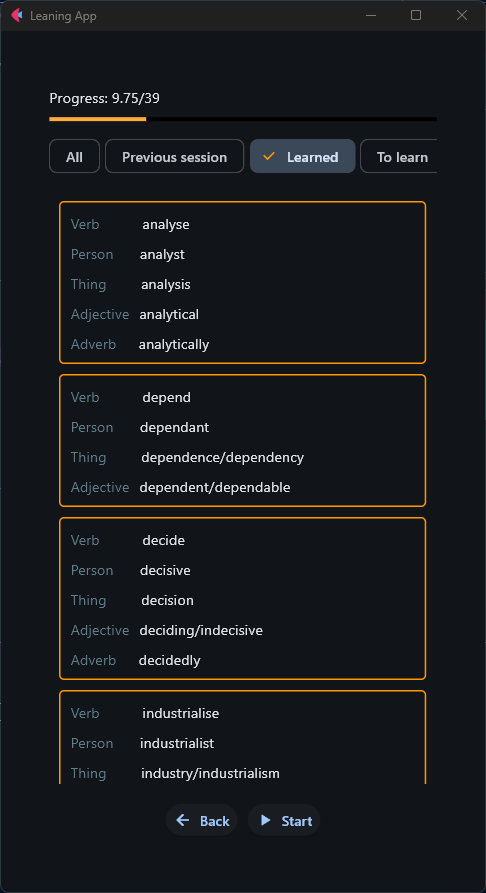 Leaning App
Progress: 9.75/39
All Previous session Learned To learn
Verb analyse
Person analyst
Thing analysis
Adjective analytical
Adverb analytically
Verb depend
Person dependant
Thing dependence/dependency
Adjective dependent/dependable
Verb decide
Person decisive
Thing decision
Adjective deciding/indecisive
Adverb decidedly
Verb industrialise
Person industrialist
Thing industry/industrialism
Back Start